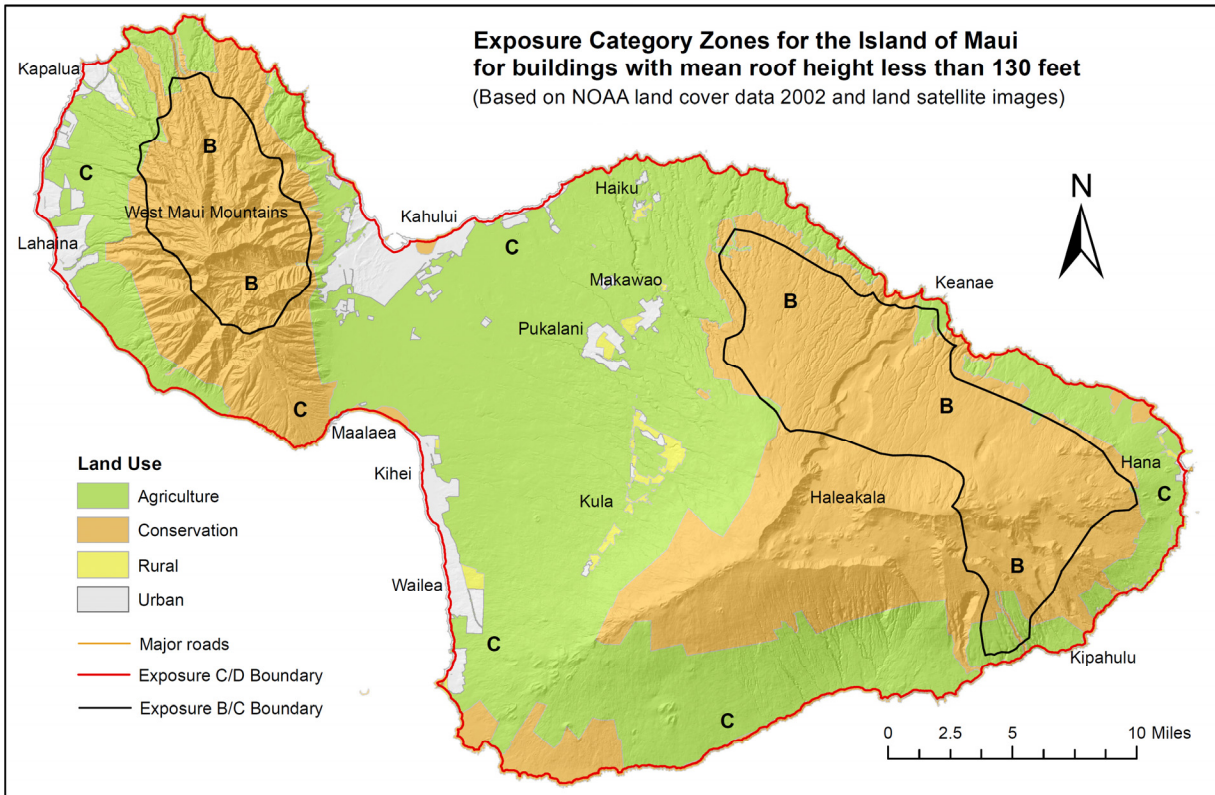 Exposure Category Zones for the Island of Maui
for buildings with mean roof height less than 130 feet
(Based on NOAA land cover data 2002 and land satellite images)
Kapalua
B
C
West Maui Mountains
Lahaina
B
C
Kahului
Haiku
C
Makawao
Pukalani
N
B
Keanae
B
Maalaea
Kihei
Kula
Haleakala
Hana
C
Wailea
B
C
Kipahulu
C
Land Use
Agriculture
Conservation
Rural
Urban
Major roads
Exposure C/D Boundary
Exposure B/C Boundary
0 2.5 5 10 Miles